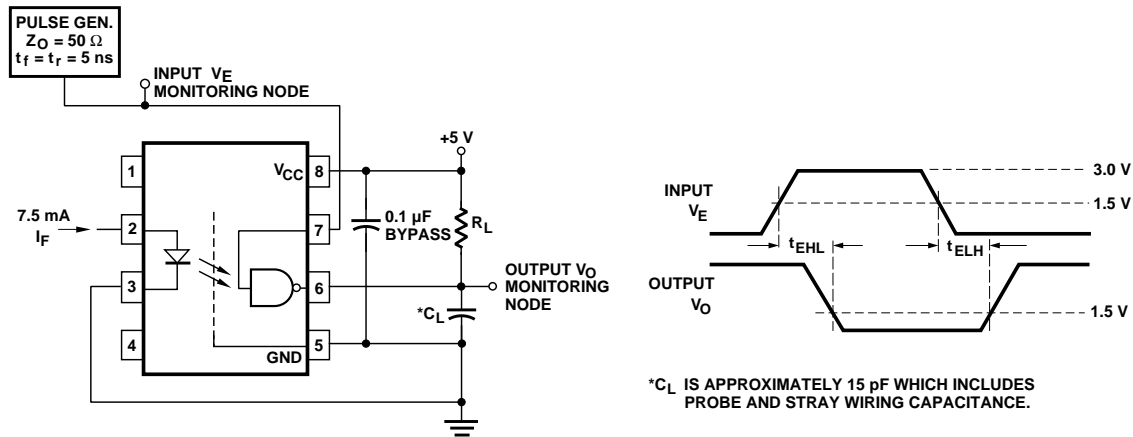 PULSE GEN.
Z_O = 50 Ω
t_f = t_r = 5 ns
INPUT V_E
MONITORING NODE
+5 V
1
V_CC
8
7.5 mA
I_F
2
7
0.1 µF
BYPASS
R_L
3
6
OUTPUT V_O
MONITORING
NODE
*C_L
4
GND
5
INPUT
V_E
3.0 V
1.5 V
t_EHL
t_ELH
OUTPUT
V_O
1.5 V
*C_L IS APPROXIMATELY 15 pF WHICH INCLUDES
PROBE AND STRAY WIRING CAPACITANCE.